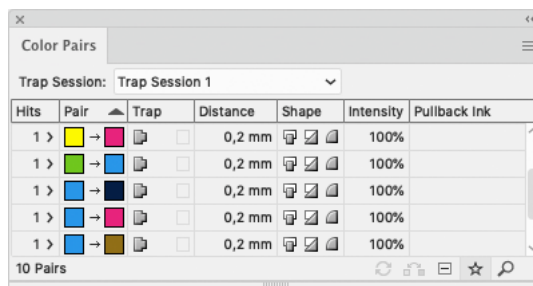 Color Pairs
Trap Session: Trap Session 1
Hits Pair Trap Distance Shape Intensity Pullback Ink
1 0,2 mm 100%
1 0,2 mm 100%
1 0,2 mm 100%
1 0,2 mm 100%
1 0,2 mm 100%
10 Pairs